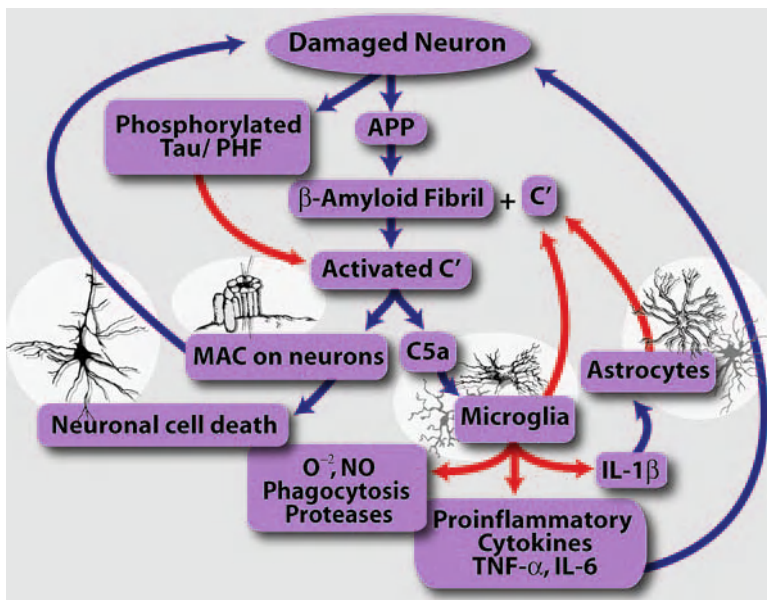 Damaged Neuron
Phosphorylated
Tau/ PHF
APP
β-Amyloid Fibril + C’
Activated C’
MAC on neurons
C5a
Astrocytes
Neuronal cell death
Microglia
O⁻², NO
Phagocytosis
Proteases
IL-1β
Proinflammatory
Cytokines
TNF-α, IL-6